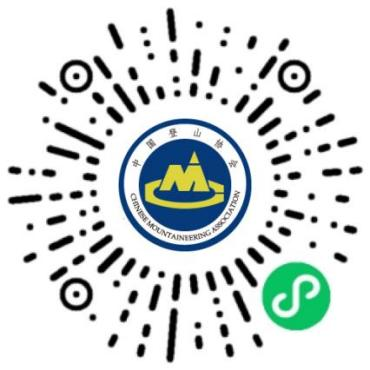 中国登山协会
CHINESE MOUNTAINEERING ASSOCIATION